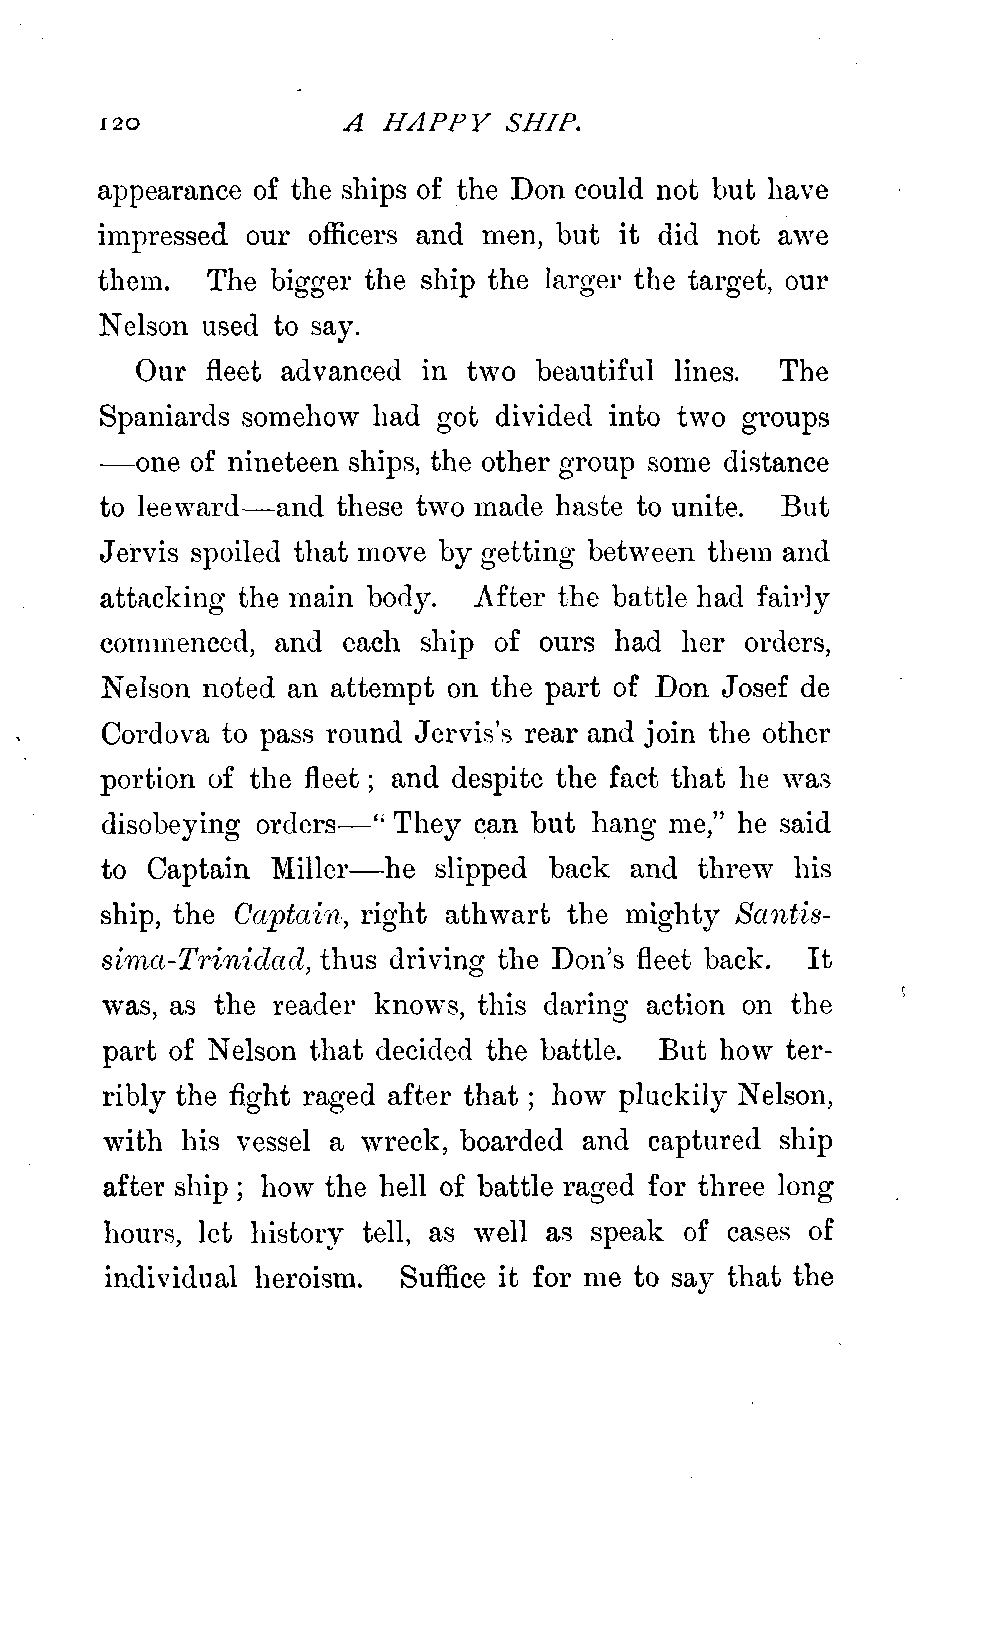 120 A HAPPY SHIP.
appearance of the ships of the Don could not but have
impressed our officers and men, but it did not awe
them. The bigger the ship the larger the target, our
Nelson used to say.
Our fleet advanced in two beautiful lines. The
Spaniards somehow had got divided into two groups
—one of nineteen ships, the other group some distance
to leeward—and these two made haste to unite. But
Jervis spoiled that move by getting between them and
attacking the main body. After the battle had fairly
commenced, and each ship of ours had her orders,
Nelson noted an attempt on the part of Don Josef de
Cordova to pass round Jervis's rear and join the other
portion of the fleet; and despite the fact that he was
disobeying orders—"They can but hang me," he said
to Captain Miller—he slipped back and threw his
ship, the Captain, right athwart the mighty Santis-
sima-Trinidad, thus driving the Don's fleet back. It
was, as the reader knows, this daring action on the
part of Nelson that decided the battle. But how ter-
ribly the fight raged after that; how pluckily Nelson,
with his vessel a wreck, boarded and captured ship
after ship; how the hell of battle raged for three long
hours, let history tell, as well as speak of cases of
individual heroism. Suffice it for me to say that the